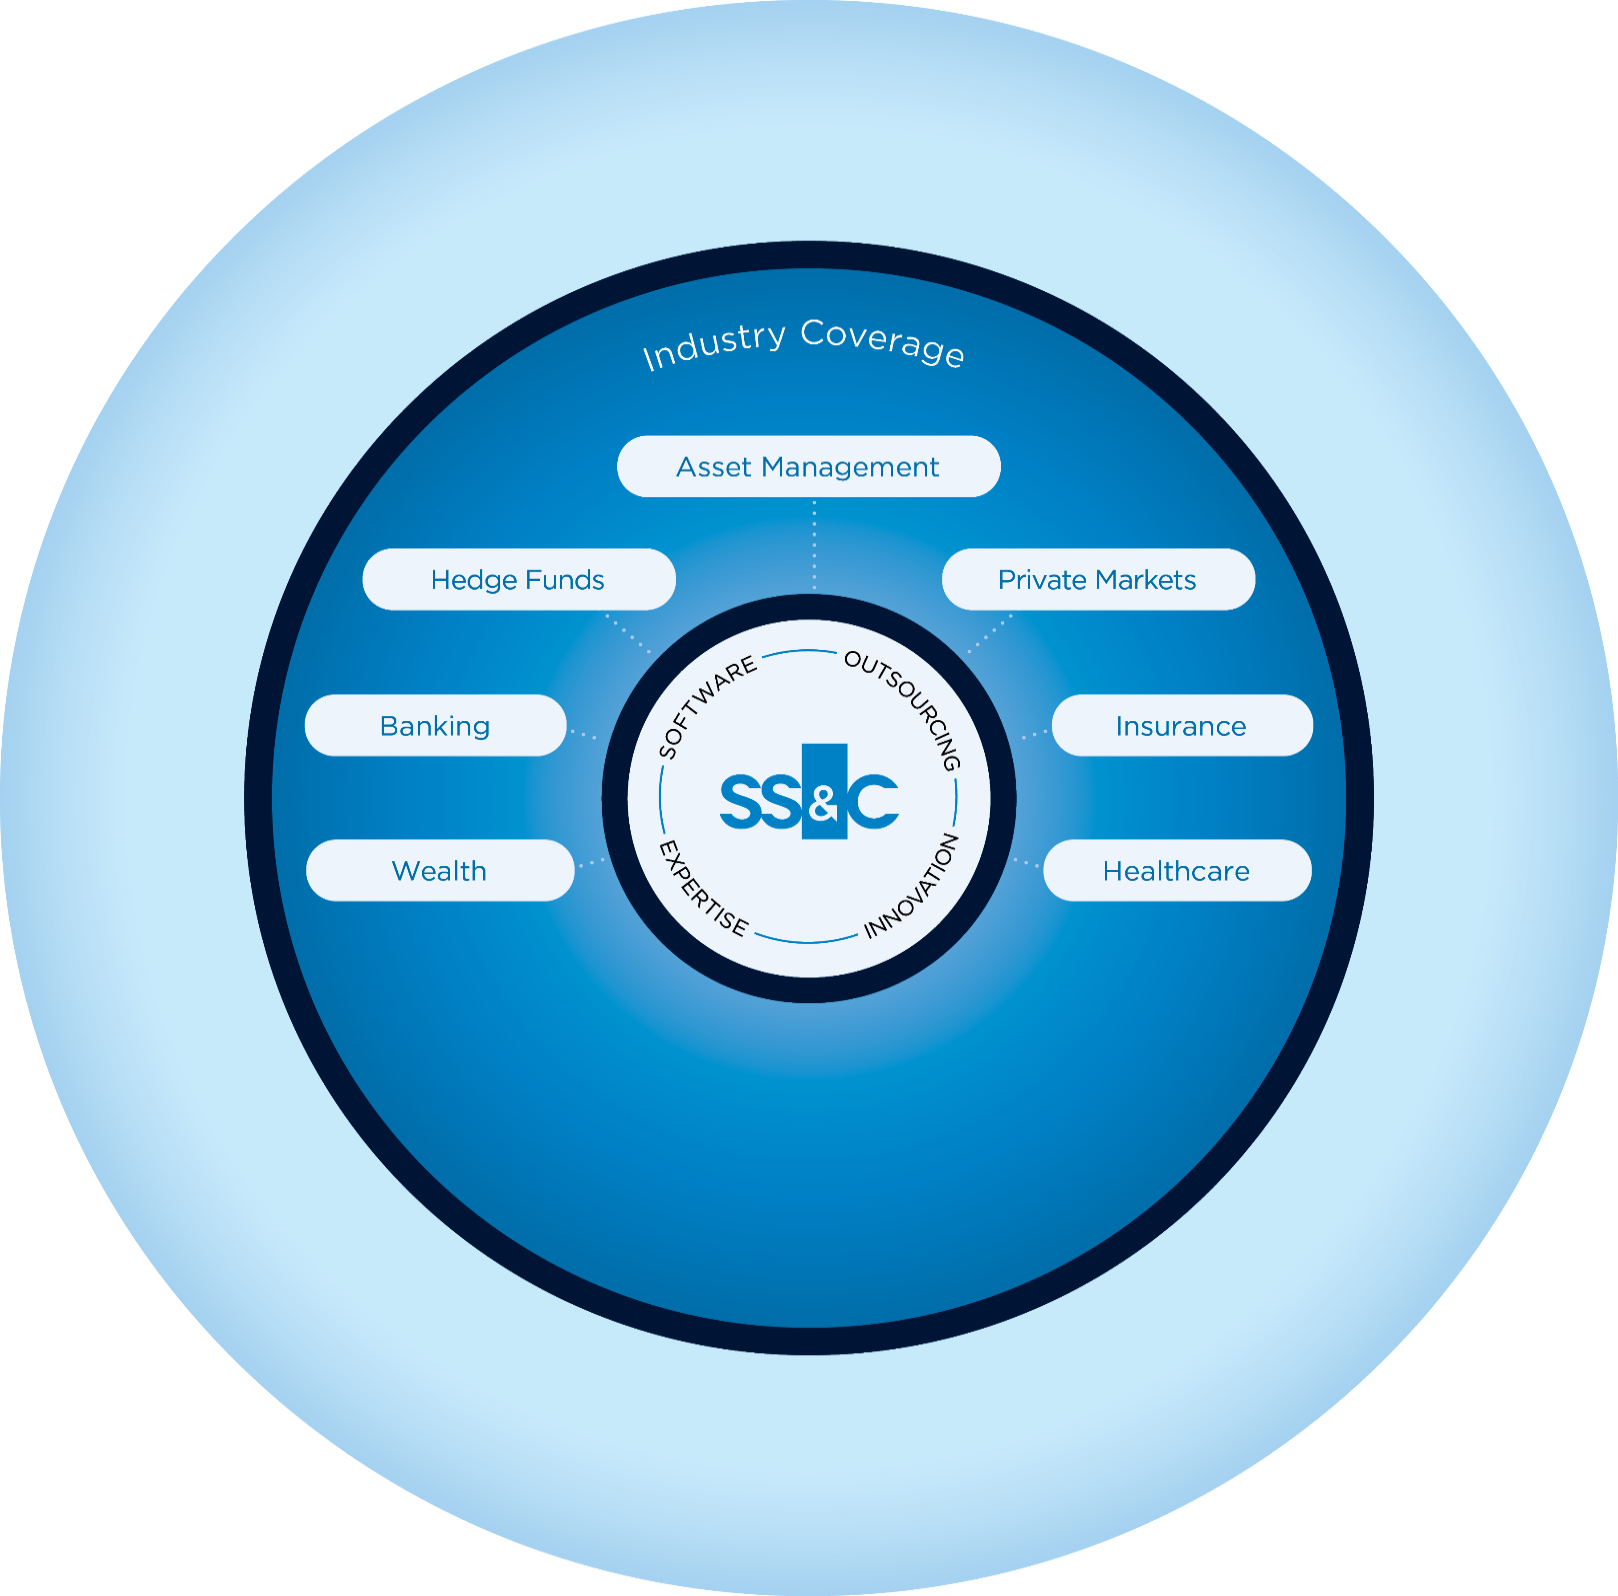 Industry Coverage
Asset Management
Hedge Funds
Private Markets
SOFTWARE
OUTSOURCING
Banking
Insurance
SS&C
Wealth
Healthcare
EXPERTISE
INNOVATION